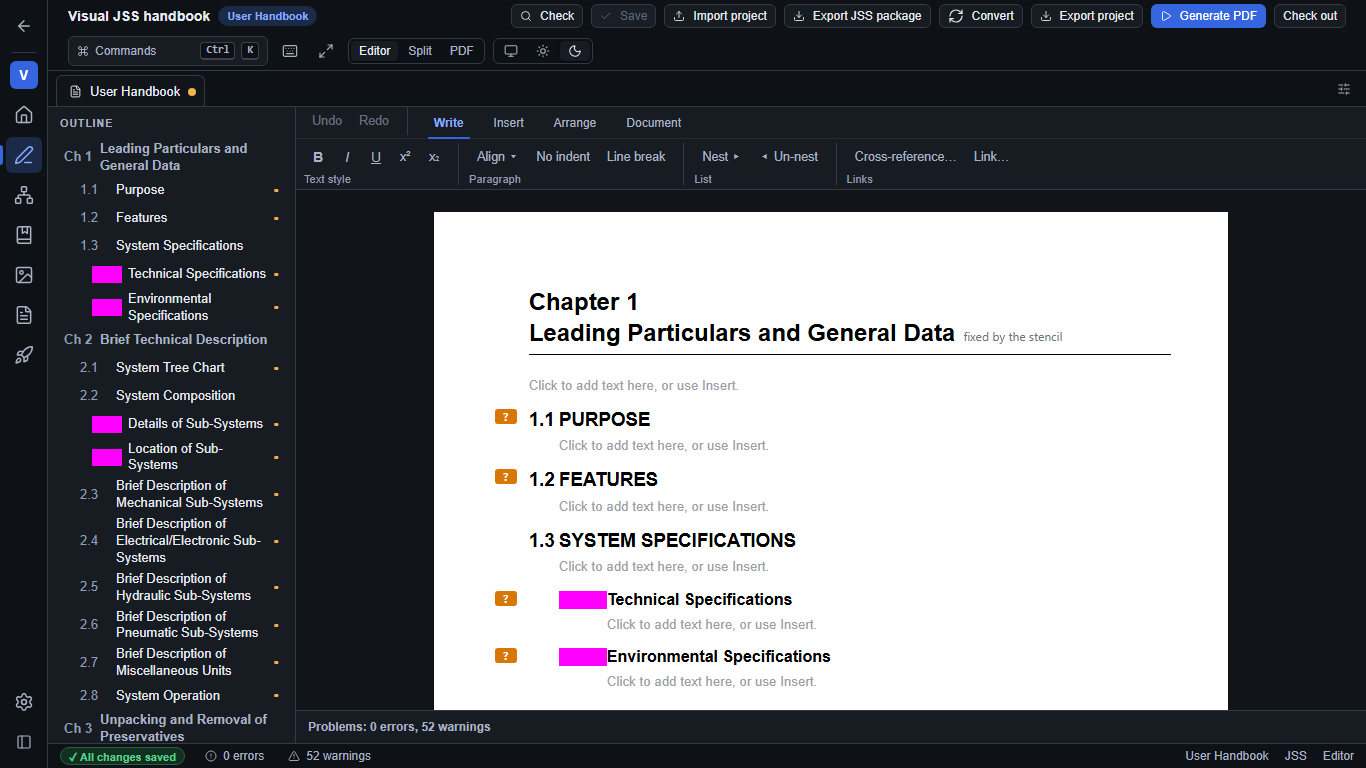 Visual JSS handbook
User Handbook
Check
Save
Import project
Export JSS package
Convert
Export project
Generate PDF
Check out
Commands Ctrl K
Editor Split PDF
V
User Handbook
OUTLINE
Ch 1 Leading Particulars and General Data
1.1 Purpose
1.2 Features
1.3 System Specifications
Technical Specifications
Environmental Specifications
Ch 2 Brief Technical Description
2.1 System Tree Chart
2.2 System Composition
Details of Sub-Systems
Location of Sub-Systems
2.3 Brief Description of Mechanical Sub-Systems
2.4 Brief Description of Electrical/Electronic Sub-Systems
2.5 Brief Description of Hydraulic Sub-Systems
2.6 Brief Description of Pneumatic Sub-Systems
2.7 Brief Description of Miscellaneous Units
2.8 System Operation
Ch 3 Unpacking and Removal of Preservatives
Undo Redo
Write Insert Arrange Document
B I U x² x₂
Align No indent Line break
Nest Un-nest
Cross-reference… Link…
Text style Paragraph List Links
Chapter 1
Leading Particulars and General Data fixed by the stencil
Click to add text here, or use Insert.
? 1.1 PURPOSE
Click to add text here, or use Insert.
? 1.2 FEATURES
Click to add text here, or use Insert.
1.3 SYSTEM SPECIFICATIONS
Click to add text here, or use Insert.
? Technical Specifications
Click to add text here, or use Insert.
? Environmental Specifications
Click to add text here, or use Insert.
Problems: 0 errors, 52 warnings
✓ All changes saved 0 errors 52 warnings
User Handbook JSS Editor